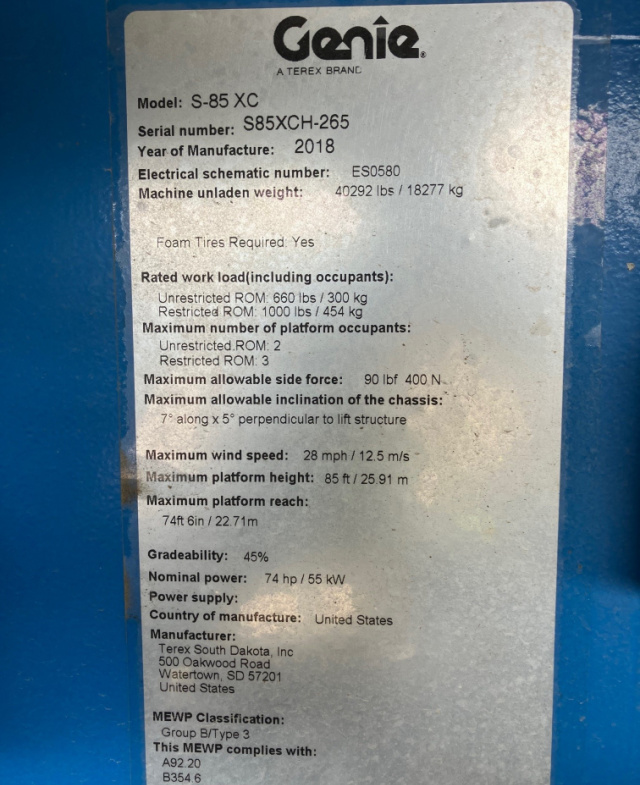 Genie®
A TEREX BRAND
Model: S-85 XC
Serial number: S85XCH-265
Year of Manufacture: 2018
Electrical schematic number: ES0580
Machine unladen weight: 40292 lbs / 18277 kg
Foam Tires Required: Yes
Rated work load(including occupants):
Unrestricted ROM: 660 lbs / 300 kg
Restricted ROM: 1000 lbs / 454 kg
Maximum number of platform occupants:
Unrestricted ROM: 2
Restricted ROM: 3
Maximum allowable side force: 90 lbf 400 N
Maximum allowable inclination of the chassis:
7° along x 5° perpendicular to lift structure
Maximum wind speed: 28 mph / 12.5 m/s
Maximum platform height: 85 ft / 25.91 m
Maximum platform reach:
74ft 6in / 22.71m
Gradeability: 45%
Nominal power: 74 hp / 55 kW
Power supply:
Country of manufacture: United States
Manufacturer:
Terex South Dakota, Inc
500 Oakwood Road
Watertown, SD 57201
United States
MEWP Classification:
Group B/Type 3
This MEWP complies with:
A92.20
B354.6